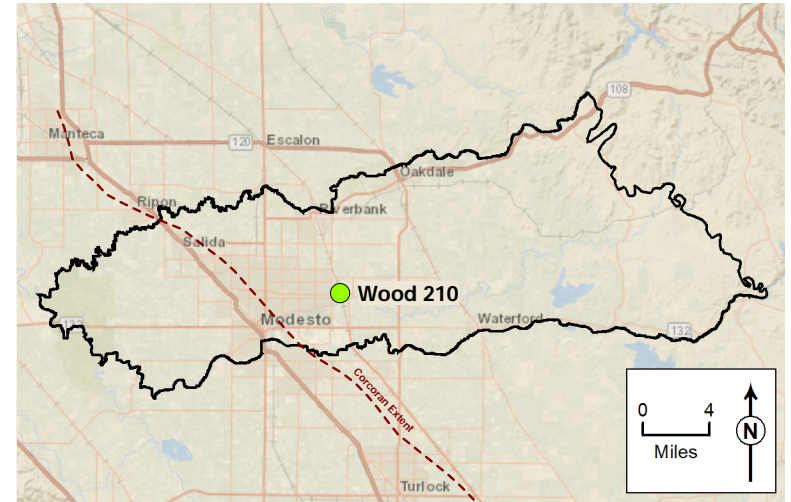 108
Manteca
120
Escalon
Oakdale
Ripon
Riverbank
Salida
Wood 210
132
Modesto
Waterford
132
Corcoran Extent
0 4
Miles
N
Turlock